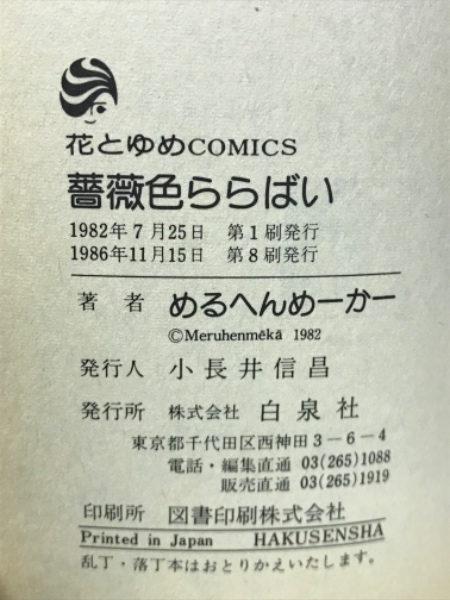 花とゆめCOMICS
薔薇色ららばい
1982年7月25日 第1刷発行
1986年11月15日 第8刷発行
著者 めるへんめーかー
©Meruhenmēkā 1982
発行人 小長井信昌
発行所 株式会社 白泉社
東京都千代田区西神田3-6-4
電話・編集直通 03(265)1088
販売直通 03(265)1919
印刷所 図書印刷株式会社
Printed in Japan HAKUSENSHA
乱丁・落丁本はおとりかえいたします。